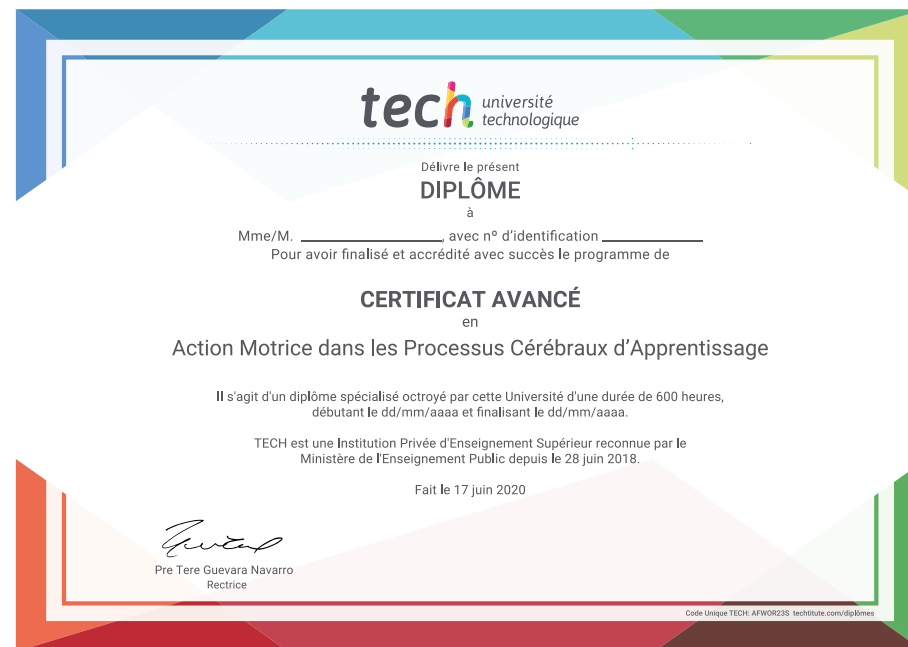 tech université
technologique
Délivre le présent
DIPLÔME
à
Mme/M. ____________________, avec nº d'identification ______________
Pour avoir finalisé et accrédité avec succès le programme de
CERTIFICAT AVANCÉ
en
Action Motrice dans les Processus Cérébraux d'Apprentissage
Il s'agit d'un diplôme spécialisé octroyé par cette Université d'une durée de 600 heures,
débutant le dd/mm/aaaa et finalisant le dd/mm/aaaa.
TECH est une Institution Privée d'Enseignement Supérieur reconnue par le
Ministère de l'Enseignement Public depuis le 28 juin 2018.
Fait le 17 juin 2020
Pre Tere Guevara Navarro
Rectrice
Code Unique TECH: AFWOR23S techtitute.com/diplômes